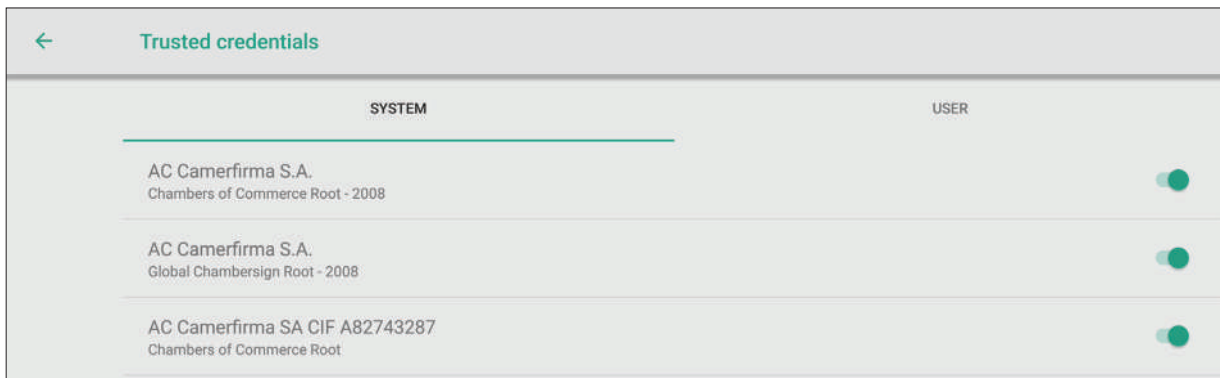 Trusted credentials
SYSTEM
USER
AC Camerfirma S.A.
Chambers of Commerce Root - 2008
AC Camerfirma S.A.
Global Chambersign Root - 2008
AC Camerfirma SA CIF A82743287
Chambers of Commerce Root